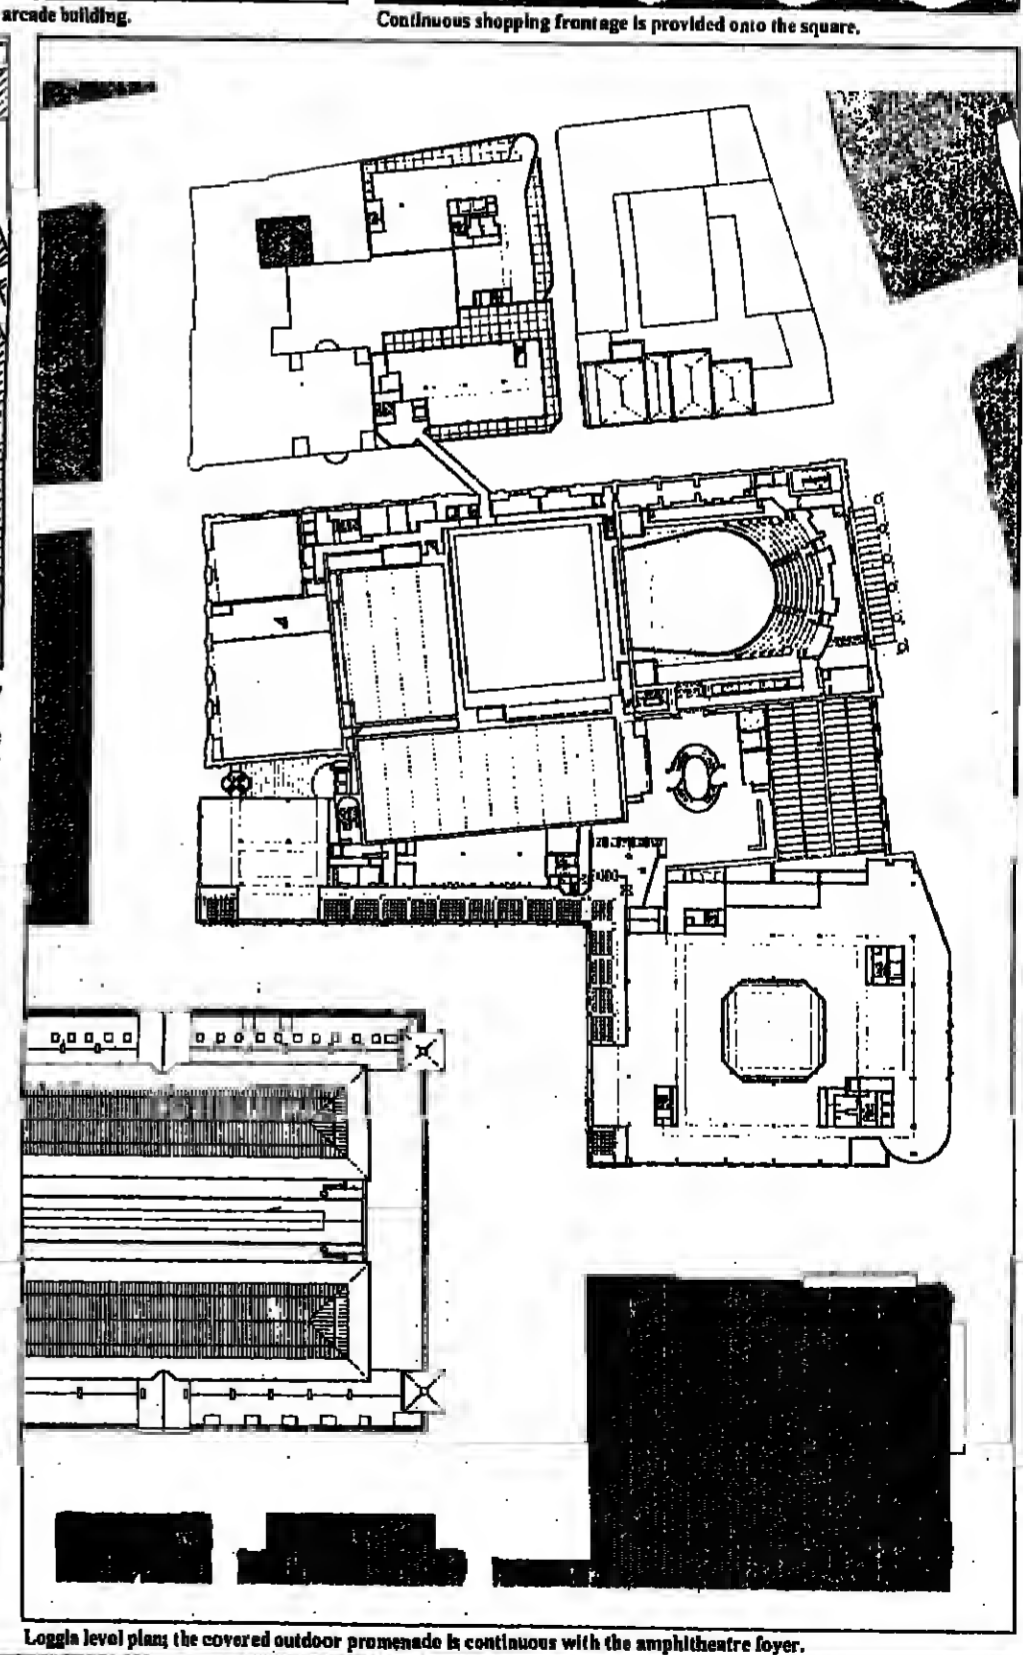 arcade building.
Continuous shopping frontage is provided onto the square.
Loggia level plan; the covered outdoor promenade is continuous with the amphitheatre foyer.